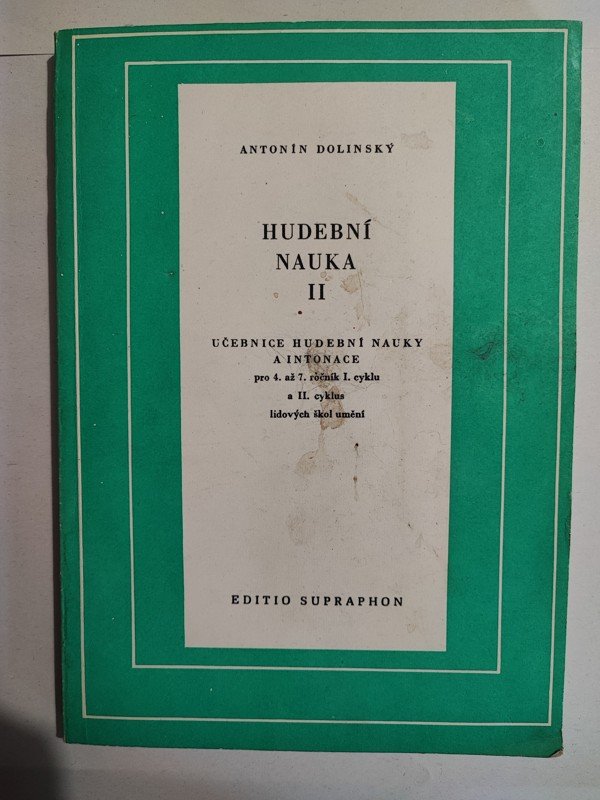 ANTONÍN DOLINSKÝ
HUDEBNÍ
NAUKA
II
UČEBNICE HUDEBNÍ NAUKY
A INTONACE
pro 4. až 7. ročník I. cyklu
a II. cyklus
lidových škol umění
EDITIO SUPRAPHON